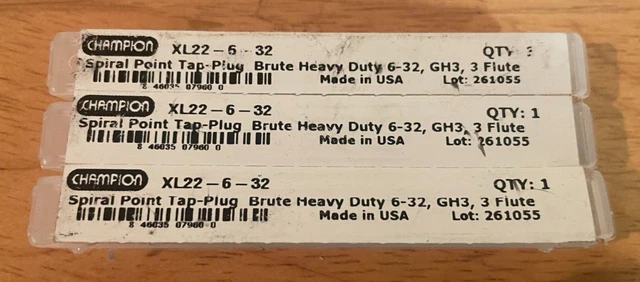 CHAMPION XL22-6-32 QTY:
Spiral Point Tap-Plug Brute Heavy Duty 6-32, GH3, 3 Flute
Made in USA Lot: 261055
8 46035 07960 0
CHAMPION XL22-6-32 QTY: 1
Spiral Point Tap-Plug Brute Heavy Duty 6-32, GH3, 3 Flute
Made in USA Lot: 261055
8 46035 07960 0
CHAMPION XL22-6-32 QTY: 1
Spiral Point Tap-Plug Brute Heavy Duty 6-32, GH3, 3 Flute
Made in USA Lot: 261055
8 46035 07960 0